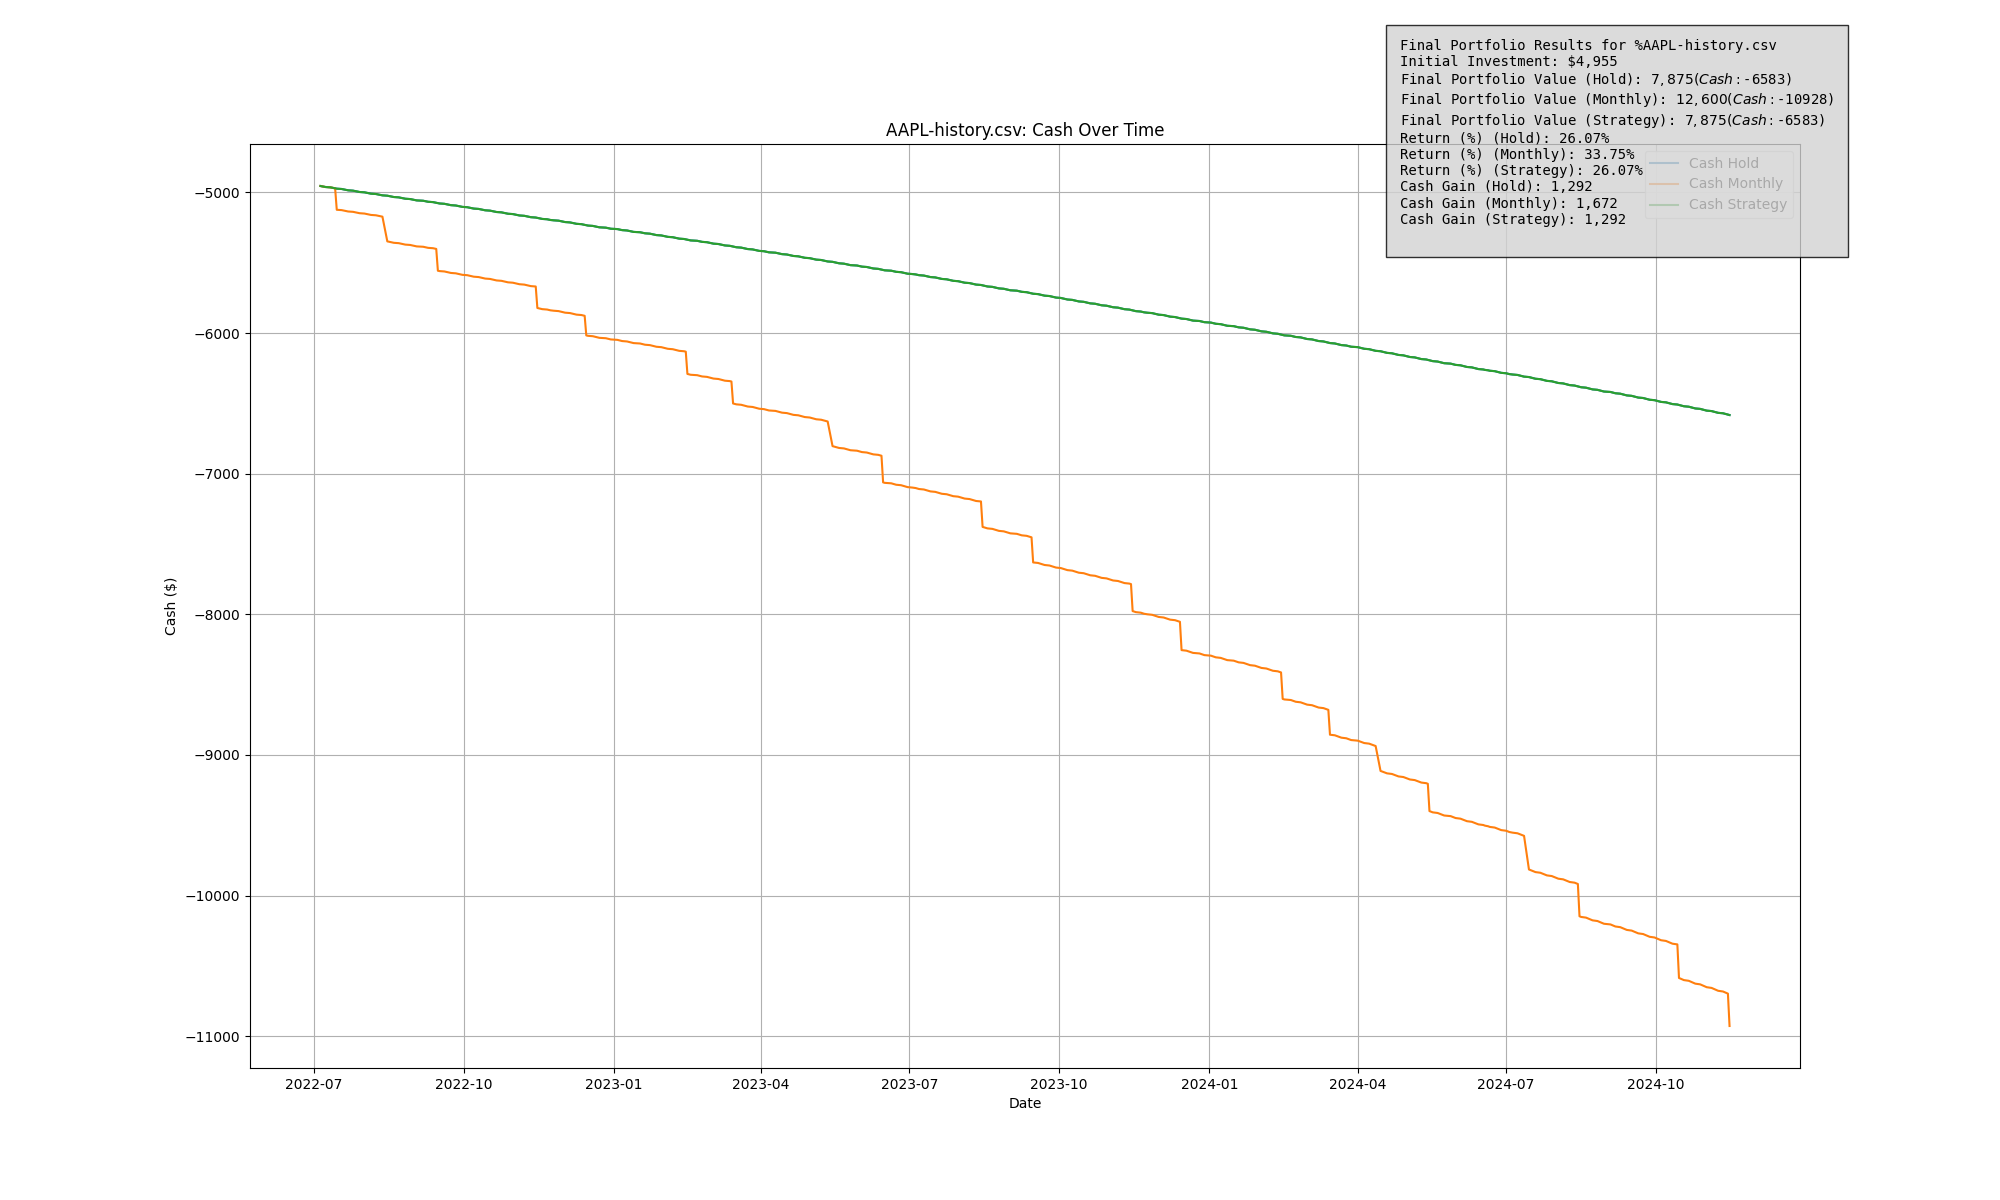 Final Portfolio Results for %AAPL-history.csv
Initial Investment: $4,955
Final Portfolio Value (Hold): 7,875(Cash:-6583)
Final Portfolio Value (Monthly): 12,600(Cash:-10928)
Final Portfolio Value (Strategy): 7,875(Cash:-6583)
Return (%) (Hold): 26.07%
Return (%) (Monthly): 33.75%
Return (%) (Strategy): 26.07%
Cash Gain (Hold): 1,292
Cash Gain (Monthly): 1,672
Cash Gain (Strategy): 1,292
AAPL-history.csv: Cash Over Time
Cash Hold
Cash Monthly
Cash Strategy
Cash ($)
−5000
−6000
−7000
−8000
−9000
−10000
−11000
2022-07
2022-10
2023-01
2023-04
2023-07
2023-10
2024-01
2024-04
2024-07
2024-10
Date